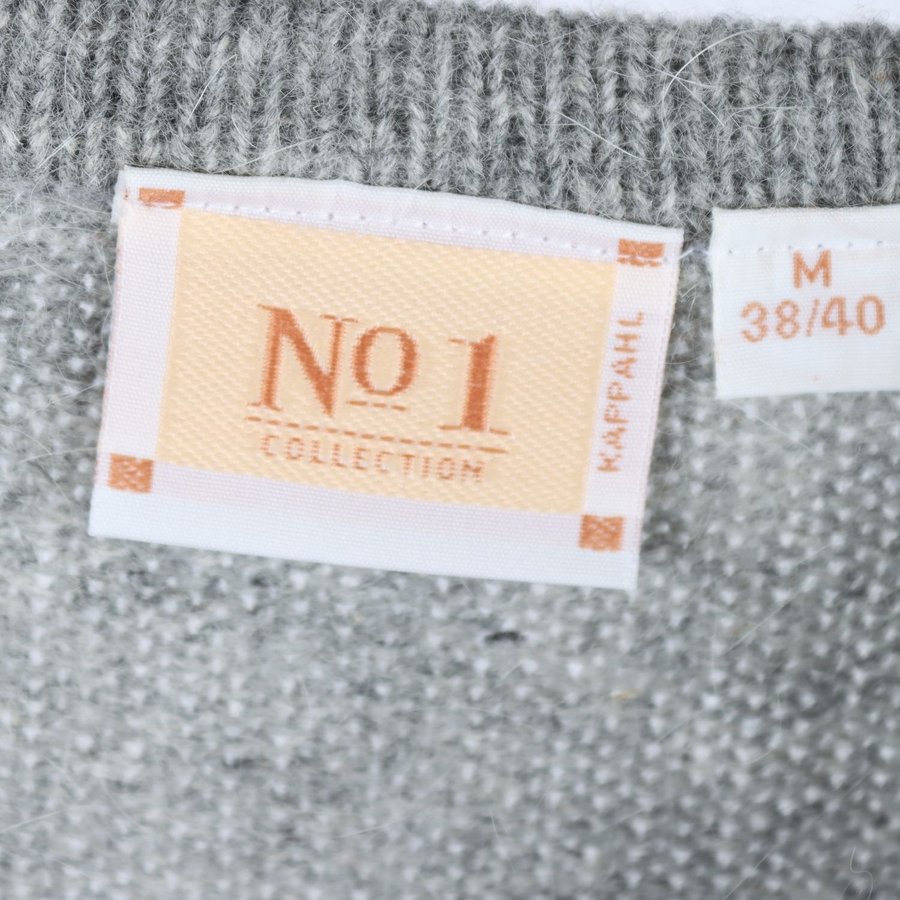 No 1
COLLECTION
KAPPAHL
M
38/40